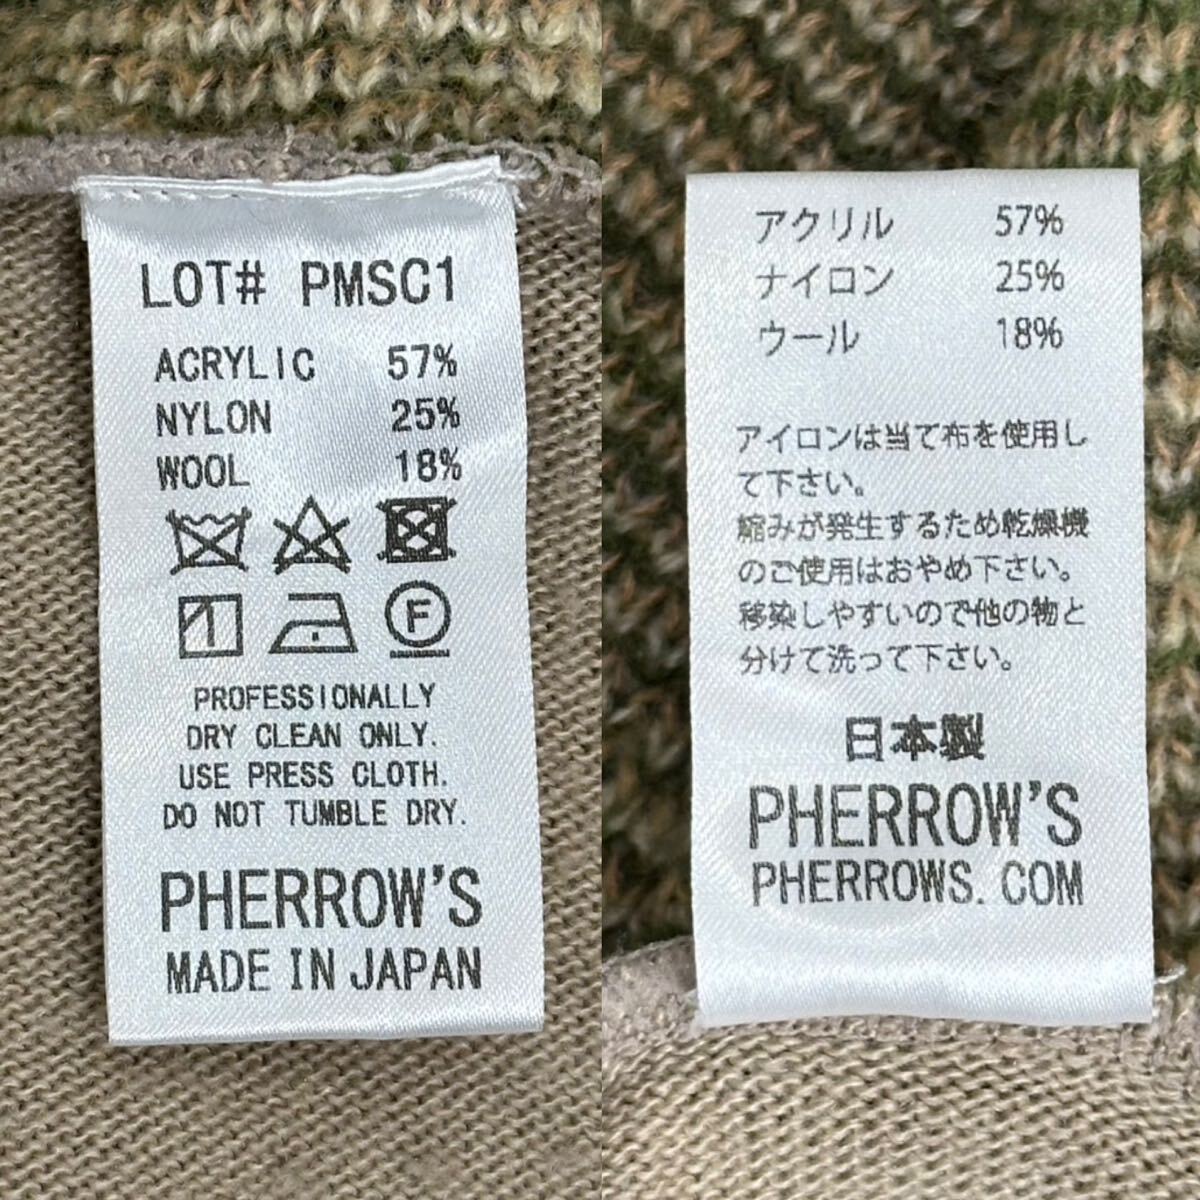 LOT# PMSC1
ACRYLIC 57%
NYLON 25%
WOOL 18%
F
PROFESSIONALLY
DRY CLEAN ONLY.
USE PRESS CLOTH.
DO NOT TUMBLE DRY.
PHERROW'S
MADE IN JAPAN
アクリル 57%
ナイロン 25%
ウール 18%
アイロンは当て布を使用し
て下さい。
縮みが発生するため乾燥機
のご使用はおやめ下さい。
移染しやすいので他の物と
分けて洗って下さい。
日本製
PHERROW'S
PHERROWS.COM